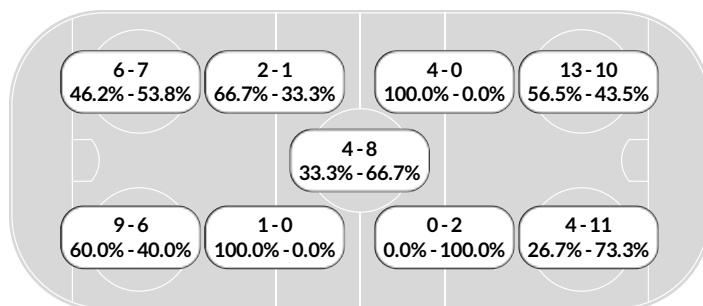 6 - 7
46.2% - 53.8%
2 - 1
66.7% - 33.3%
4 - 0
100.0% - 0.0%
13 - 10
56.5% - 43.5%
4 - 8
33.3% - 66.7%
9 - 6
60.0% - 40.0%
1 - 0
100.0% - 0.0%
0 - 2
0.0% - 100.0%
4 - 11
26.7% - 73.3%